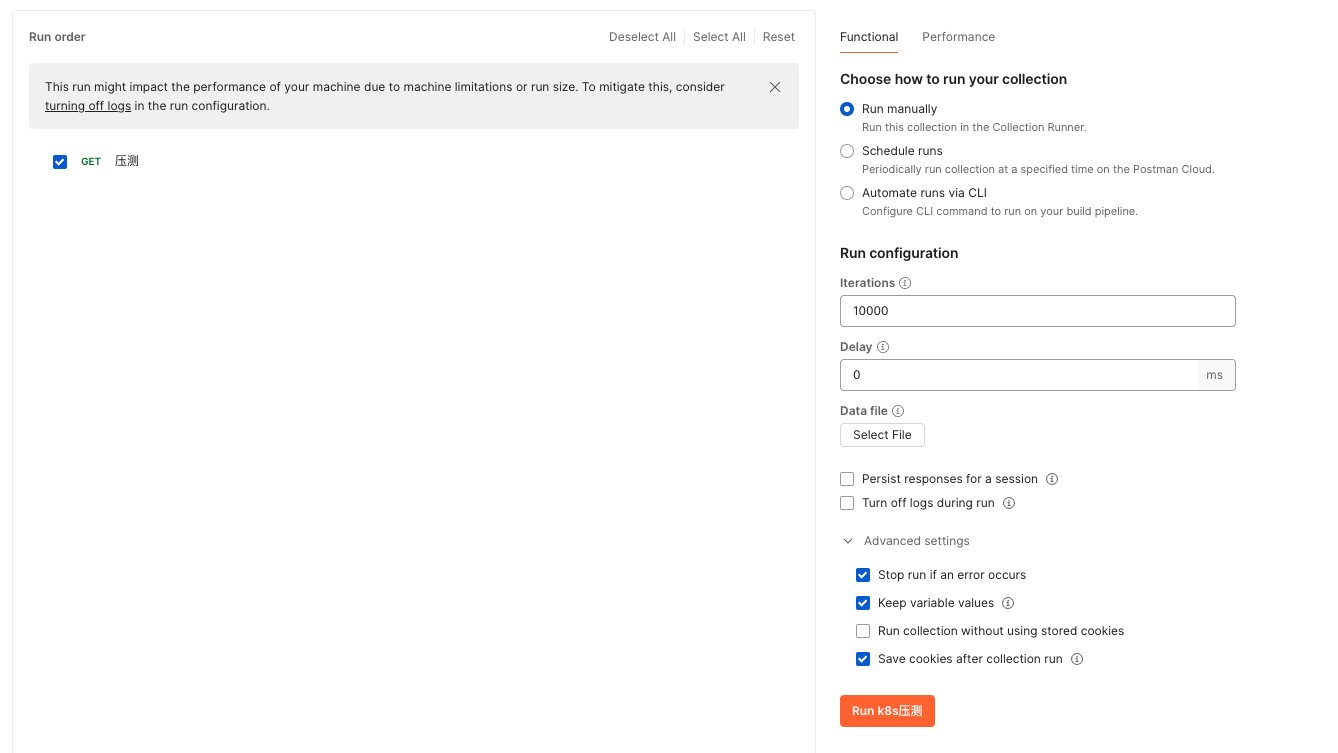 Run order
Deselect All
Select All
Reset
This run might impact the performance of your machine due to machine limitations or run size. To mitigate this, consider
turning off logs in the run configuration.
GET 压测
Functional
Performance
Choose how to run your collection
Run manually
Run this collection in the Collection Runner.
Schedule runs
Periodically run collection at a specified time on the Postman Cloud.
Automate runs via CLI
Configure CLI command to run on your build pipeline.
Run configuration
Iterations
10000
Delay
0 ms
Data file
Select File
Persist responses for a session
Turn off logs during run
Advanced settings
Stop run if an error occurs
Keep variable values
Run collection without using stored cookies
Save cookies after collection run
Run k8s压测